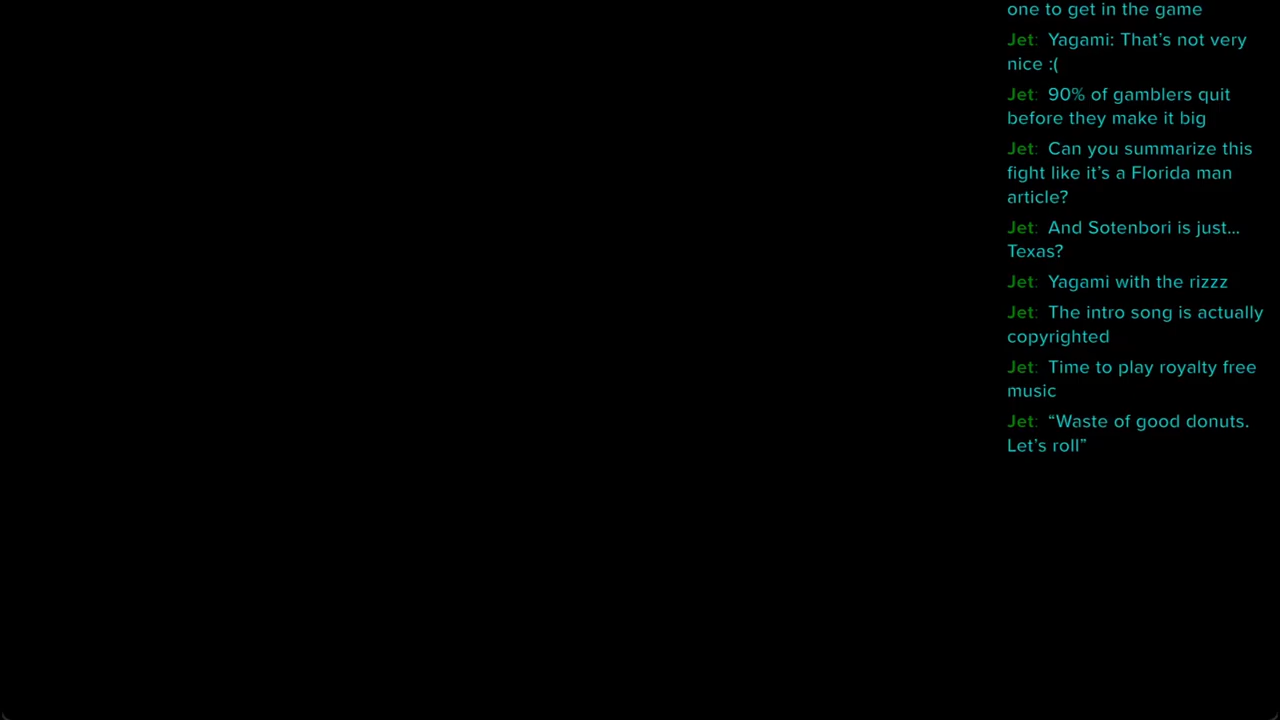 one to get in the game
Jet: Yagami: That’s not very
nice :(
Jet: 90% of gamblers quit
before they make it big
Jet: Can you summarize this
fight like it’s a Florida man
article?
Jet: And Sotenbori is just...
Texas?
Jet: Yagami with the rizzz
Jet: The intro song is actually
copyrighted
Jet: Time to play royalty free
music
Jet: “Waste of good donuts.
Let’s roll”